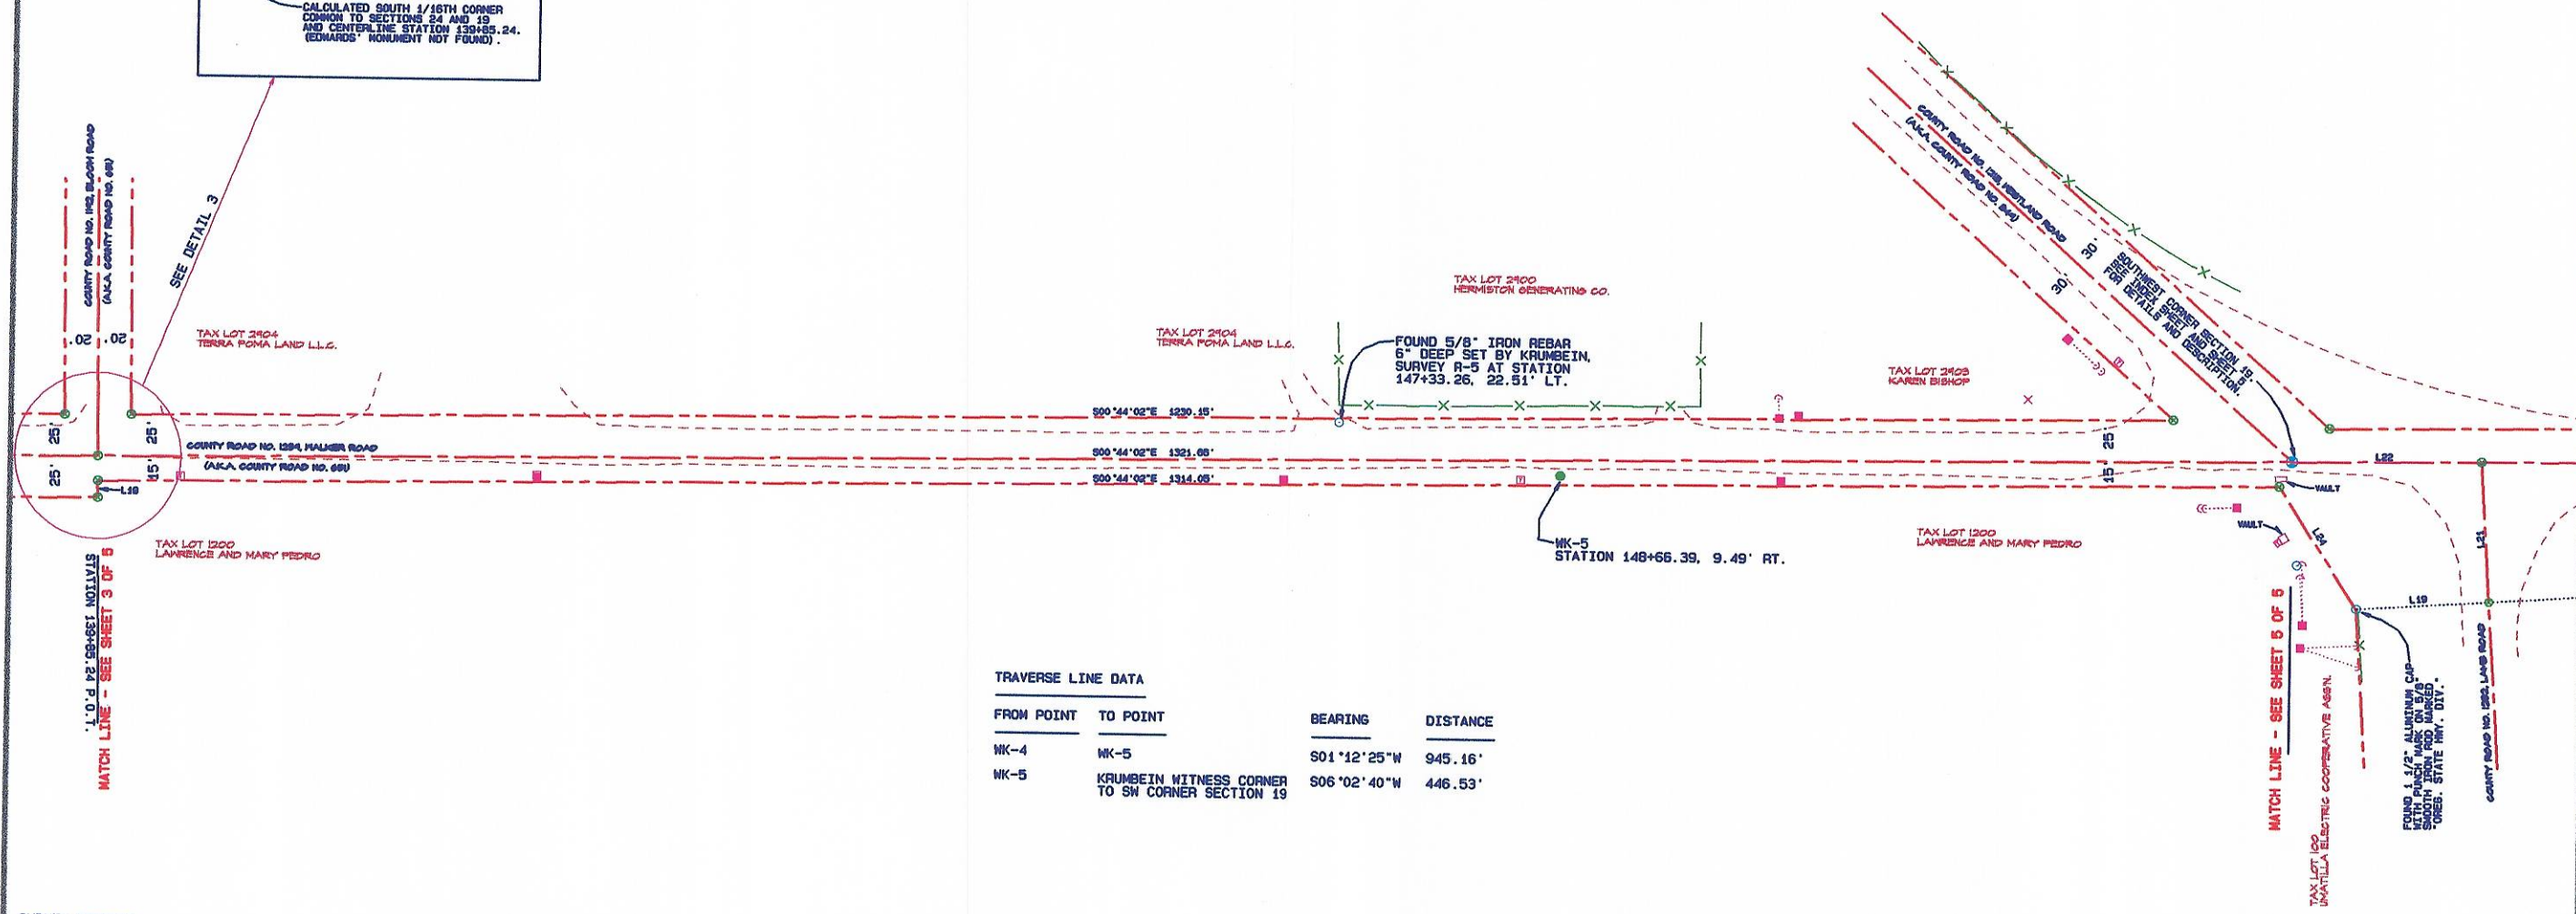 CALCULATED SOUTH 1/16TH CORNER
COMMON TO SECTIONS 24 AND 19
AND CENTERLINE STATION 139+85.24.
(EDWARDS' MONUMENT NOT FOUND).
SEE DETAIL 3
COUNTY ROAD NO. 1142, BLOOM ROAD
(A.K.A. COUNTY ROAD NO. 651)
20'
20'
TAX LOT 2904
TERRA POMA LAND L.L.C.
25'
25'
25'
15'
COUNTY ROAD NO. 1254, WALKER ROAD
(A.K.A. COUNTY ROAD NO. 651)
L18
TAX LOT 1200
LAWRENCE AND MARY PEDRO
STATION 139+85.24 P.O.T.
MATCH LINE - SEE SHEET 3 OF 5
TAX LOT 2904
TERRA POMA LAND L.L.C.
TAX LOT 2900
HERMISTON GENERATING CO.
FOUND 5/8" IRON REBAR
6" DEEP SET BY KRUMBEIN,
SURVEY R-5 AT STATION
147+33.26, 22.51' LT.
S00°44'02"E 1230.15'
S00°44'02"E 1321.66'
S00°44'02"E 1314.05'
WK-5
STATION 148+66.39, 9.49' RT.
TAX LOT 2903
KAREN BISHOP
COUNTY ROAD NO. 1215, WESTLAND ROAD
(A.K.A. COUNTY ROAD NO. 844)
30'
30'
SOUTHWEST CORNER SECTION 19.
SEE INDEX SHEET AND SHEET 5
FOR DETAILS AND DESCRIPTION.
25'
15'
L22
VAULT
VAULT
L24
L21
L19
TAX LOT 1200
LAWRENCE AND MARY PEDRO
MATCH LINE - SEE SHEET 5 OF 5
TAX LOT 100
UMATILLA ELECTRIC COOPERATIVE ASSN.
FOUND 1 1/2" ALUMINUM CAP
WITH PUNCH MARK ON 5/8"
SMOOTH IRON ROD MARKED
"OREG. STATE HWY. DIV."
COUNTY ROAD NO. 1252, LAMB ROAD
TRAVERSE LINE DATA
FROM POINT TO POINT BEARING DISTANCE
WK-4 WK-5 S01°12'25"W 945.16'
WK-5 KRUMBEIN WITNESS CORNER S06°02'40"W 446.53'
TO SW CORNER SECTION 19